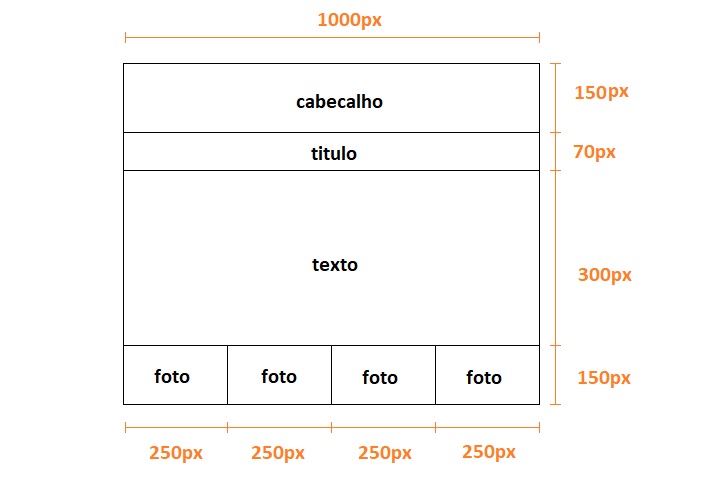 1000px
cabecalho
150px
titulo
70px
texto
300px
foto foto foto foto
150px
250px 250px 250px 250px